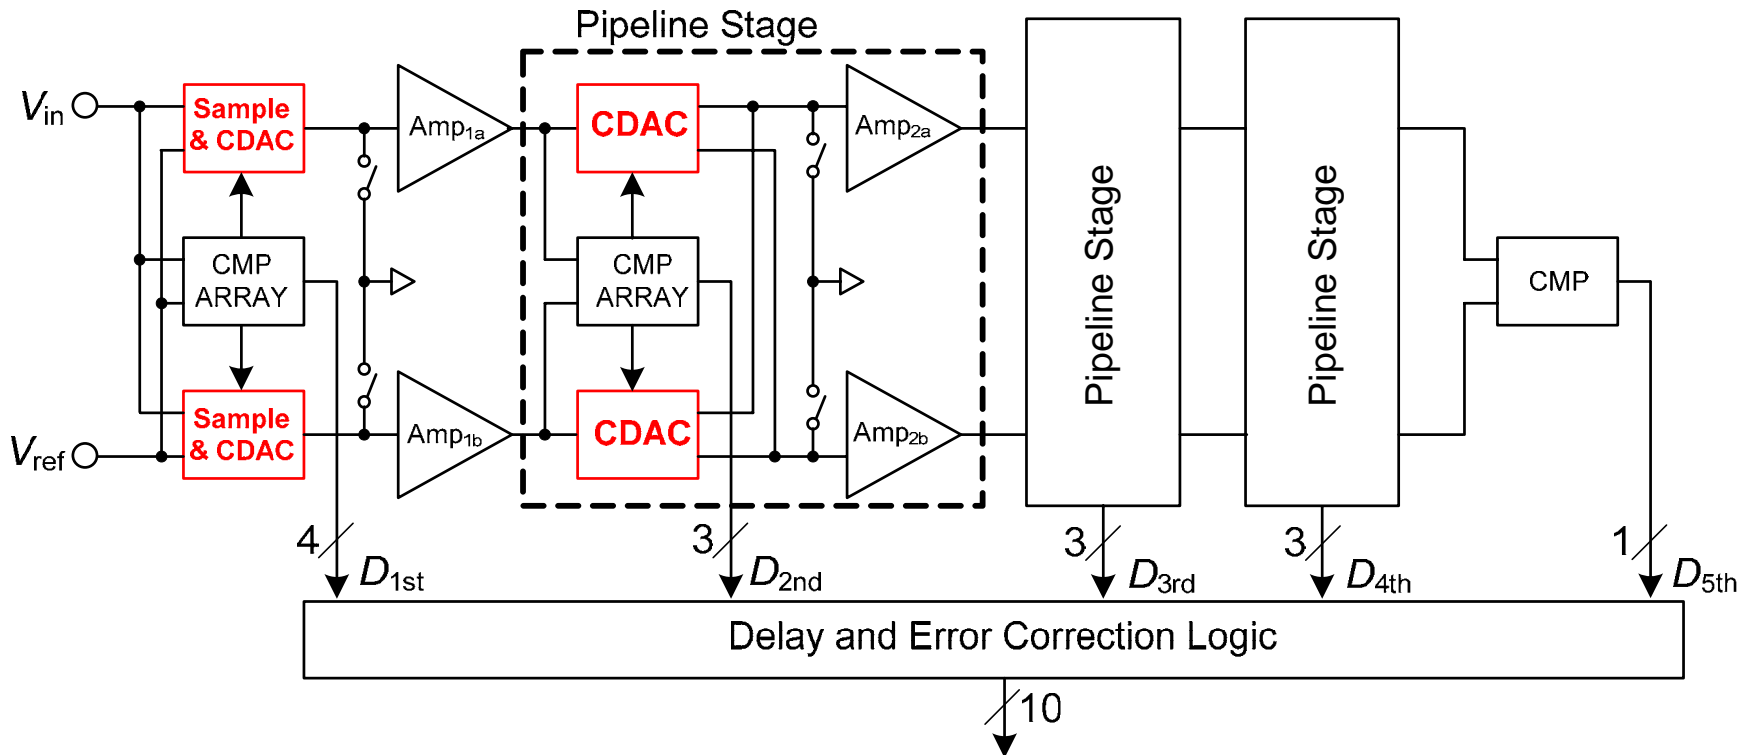 Pipeline Stage
Vin
Sample
& CDAC
Amp1a
CDAC
Amp2a
Pipeline Stage
Pipeline Stage
CMP
ARRAY
CMP
ARRAY
CMP
Vref
Sample
& CDAC
Amp1b
CDAC
Amp2b
4
3
3
3
1
D1st
D2nd
D3rd
D4th
D5th
Delay and Error Correction Logic
10